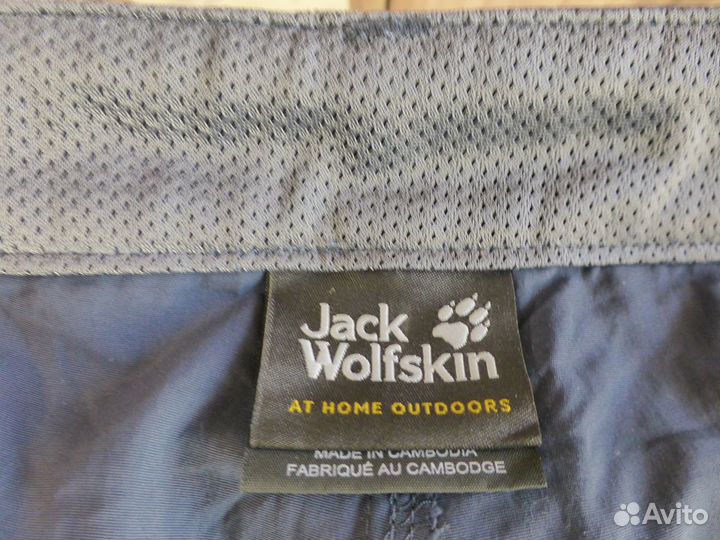 Jack
Wolfskin
AT HOME OUTDOORS
MADE IN CAMBODIA
FABRIQUÉ AU CAMBODGE
Avito